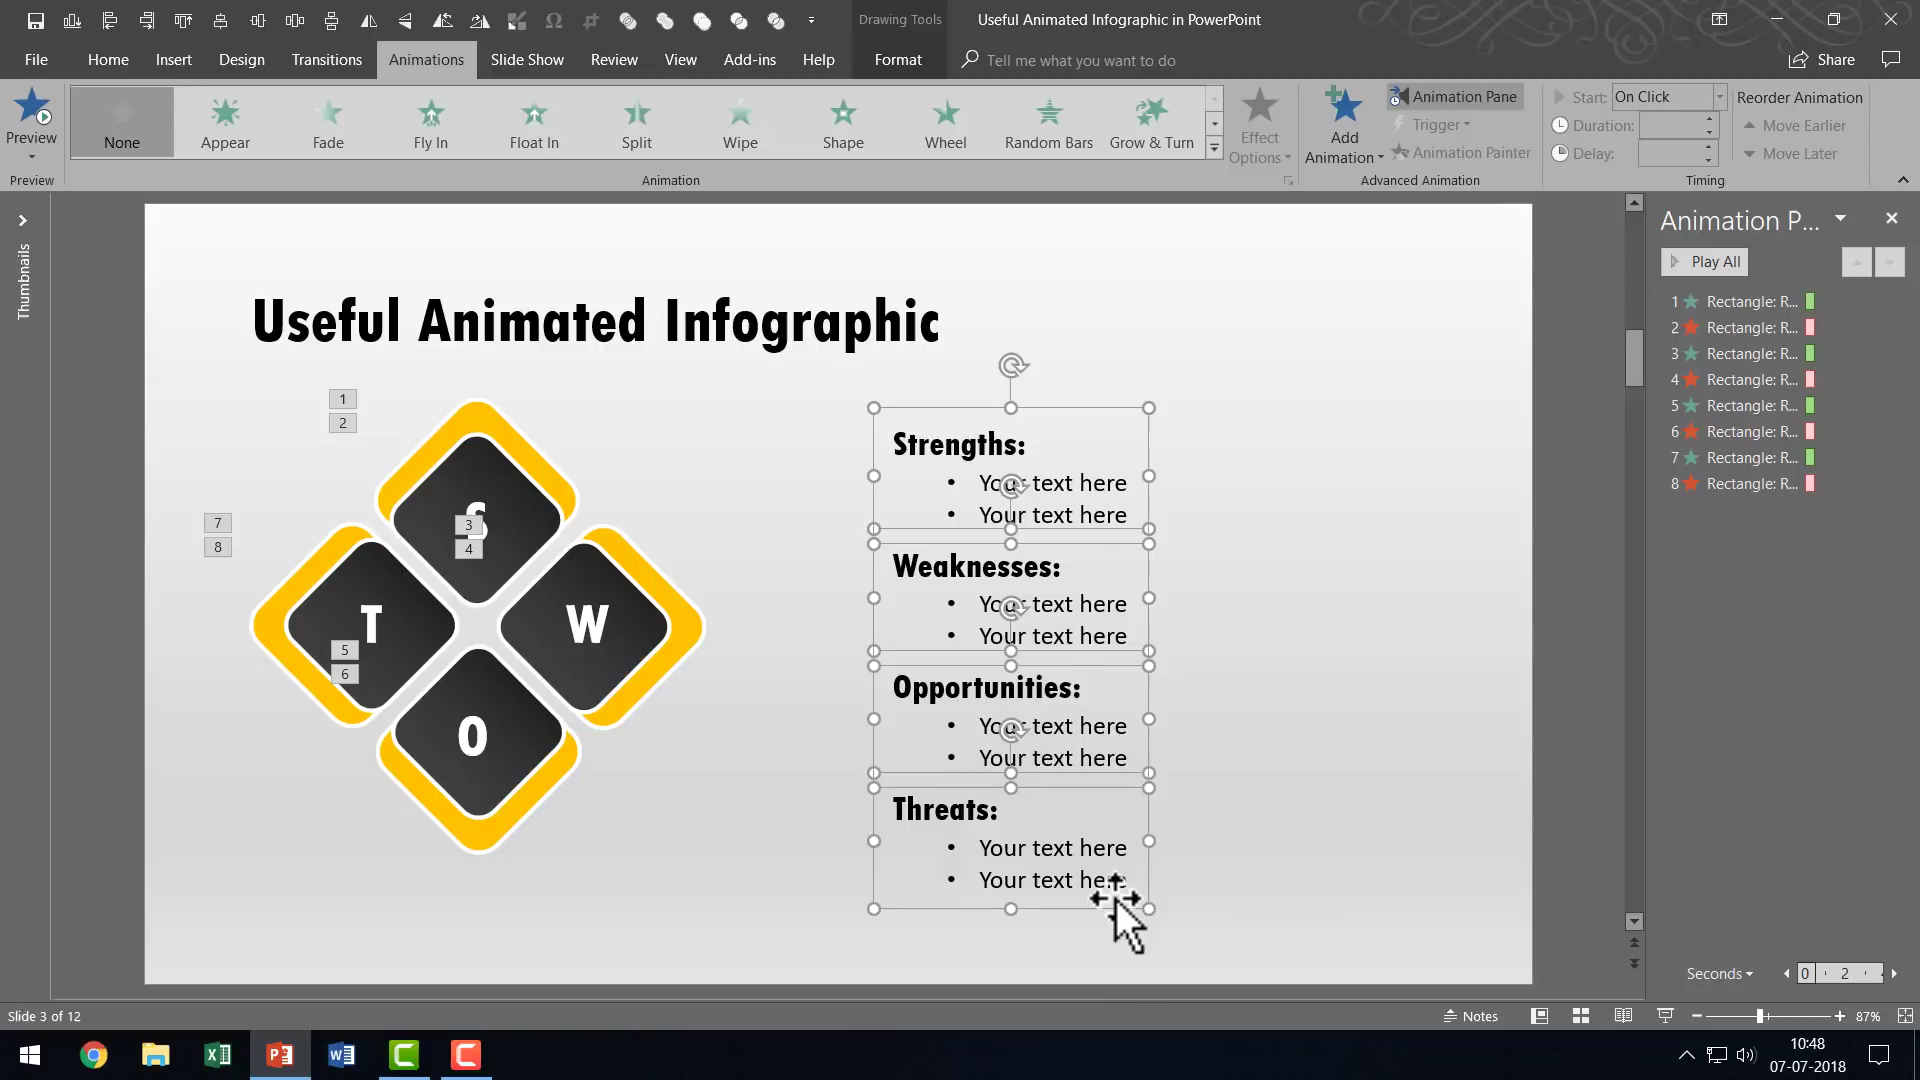 Drawing Tools
Useful Animated Infographic in PowerPoint
File Home Insert Design Transitions Animations Slide Show Review View Add-ins Help Format Tell me what you want to do Share
Preview
None Appear Fade Fly In Float In Split Wipe Shape Wheel Random Bars Grow & Turn
Effect Options
Add Animation
Animation Pane
Trigger
Animation Painter
Start: On Click
Duration:
Delay:
Reorder Animation
Move Earlier
Move Later
Preview Animation Advanced Animation Timing
Thumbnails
Useful Animated Infographic
1
2
3
4
7
8
5
6
S
T
W
O
Strengths:
• Your text here
• Your text here
Weaknesses:
• Your text here
• Your text here
Opportunities:
• Your text here
• Your text here
Threats:
• Your text here
• Your text here
Animation P...
Play All
1 Rectangle: R...
2 Rectangle: R...
3 Rectangle: R...
4 Rectangle: R...
5 Rectangle: R...
6 Rectangle: R...
7 Rectangle: R...
8 Rectangle: R...
Seconds 0 2
Slide 3 of 12 Notes 87%
10:48
07-07-2018